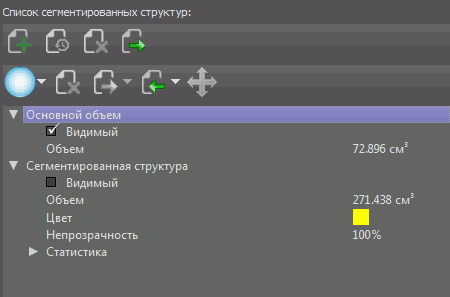 Список сегментированных структур:
Основной объем
Видимый
Объем 72.896 см³
Сегментированная структура
Видимый
Объем 271.438 см³
Цвет
Непрозрачность 100%
Статистика